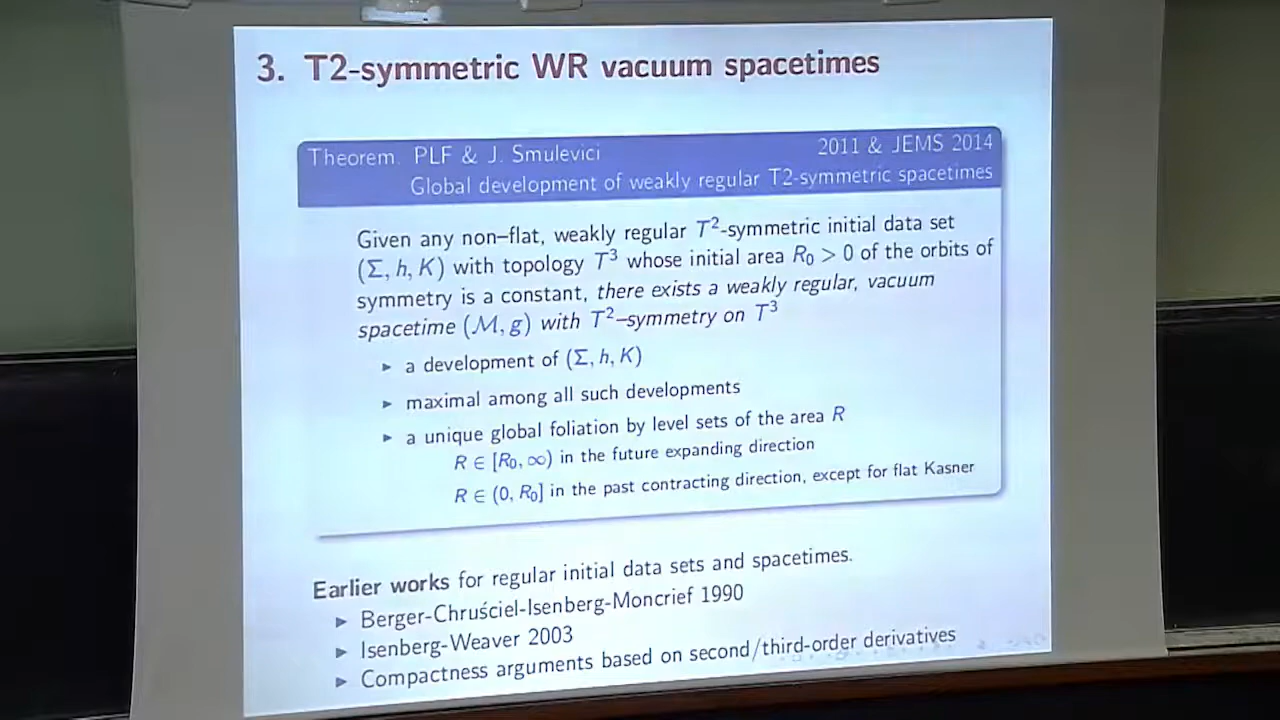 3. T2-symmetric WR vacuum spacetimes
Theorem. PLF & J. Smulevici 2011 & JEMS 2014
Global development of weakly regular T2-symmetric spacetimes
Given any non–flat, weakly regular T²-symmetric initial data set
(Σ, h, K) with topology T³ whose initial area R₀ > 0 of the orbits of
symmetry is a constant, there exists a weakly regular, vacuum
spacetime (M, g) with T²–symmetry on T³
► a development of (Σ, h, K)
► maximal among all such developments
► a unique global foliation by level sets of the area R
R ∈ [R₀, ∞) in the future expanding direction
R ∈ (0, R₀] in the past contracting direction, except for flat Kasner
Earlier works for regular initial data sets and spacetimes.
► Berger-Chruściel-Isenberg-Moncrief 1990
► Isenberg-Weaver 2003
► Compactness arguments based on second/third-order derivatives